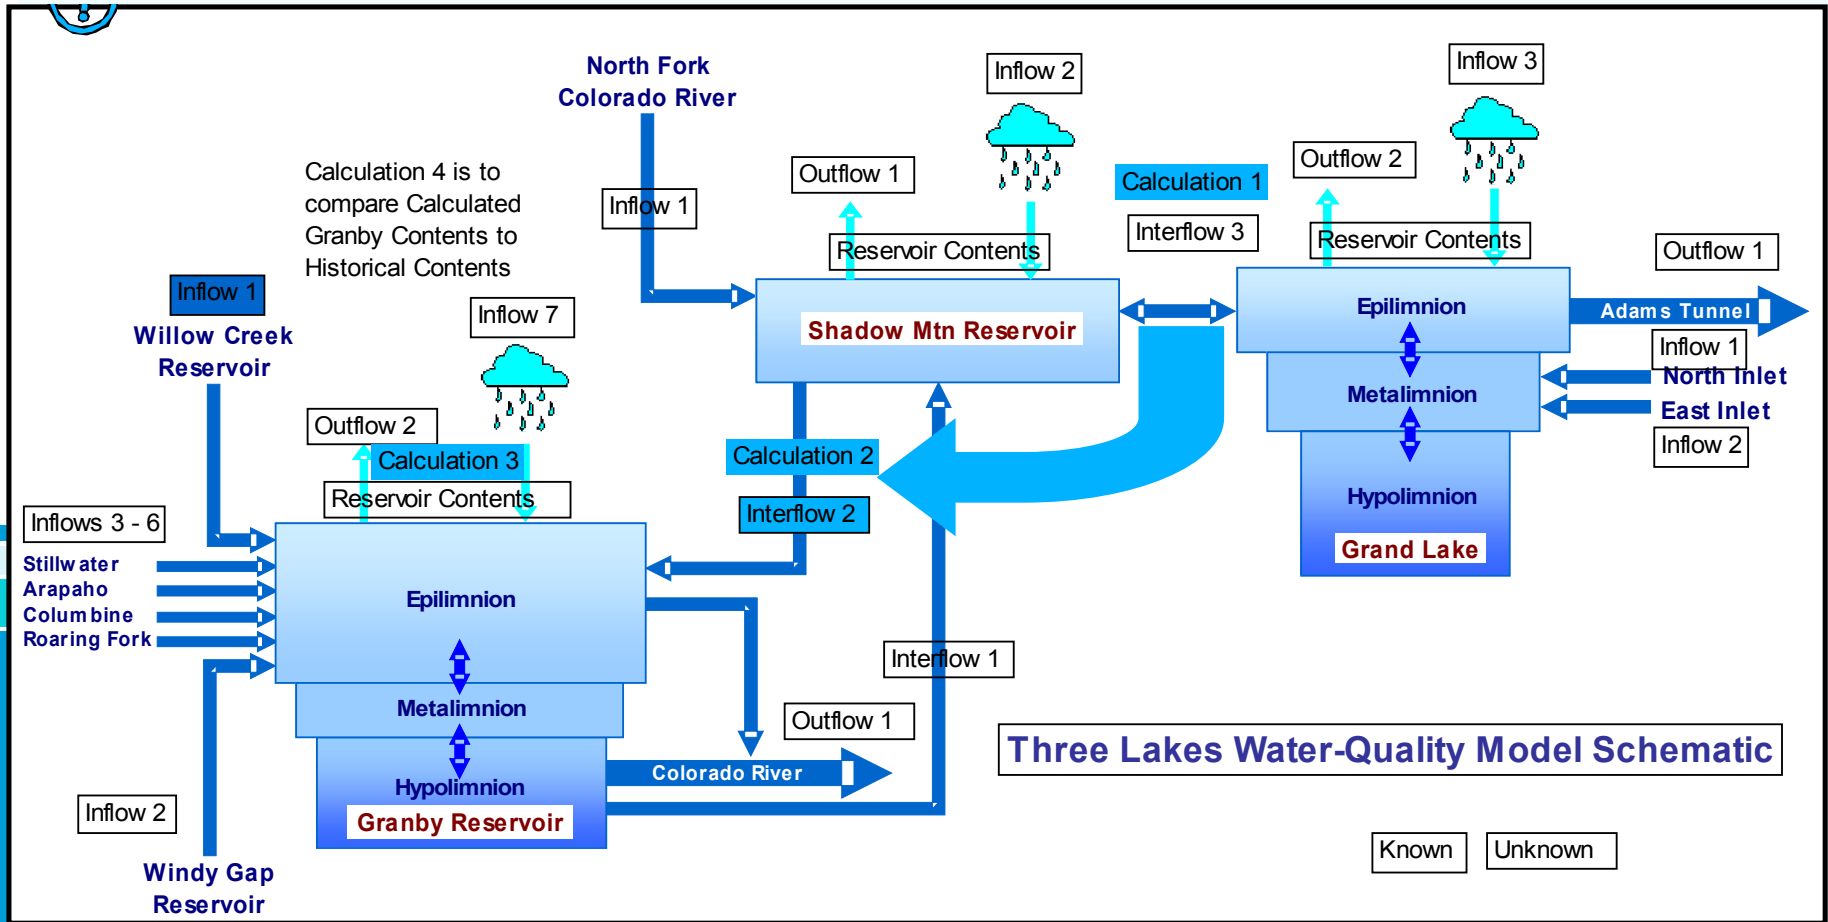 North Fork
Colorado River
Inflow 2
Inflow 3
Calculation 4 is to
compare Calculated
Granby Contents to
Historical Contents
Inflow 1
Outflow 1
Calculation 1
Outflow 2
Interflow 3
Reservoir Contents
Reservoir Contents
Outflow 1
Inflow 1
Willow Creek
Reservoir
Inflow 7
Shadow Mtn Reservoir
Epilimnion
Adams Tunnel
Inflow 1
North Inlet
Metalimnion
East Inlet
Inflow 2
Outflow 2
Calculation 3
Reservoir Contents
Calculation 2
Interflow 2
Hypolimnion
Grand Lake
Inflows 3 - 6
Stillwater
Arapaho
Columbine
Roaring Fork
Epilimnion
Interflow 1
Metalimnion
Outflow 1
Colorado River
Hypolimnion
Granby Reservoir
Three Lakes Water-Quality Model Schematic
Inflow 2
Windy Gap
Reservoir
Known
Unknown